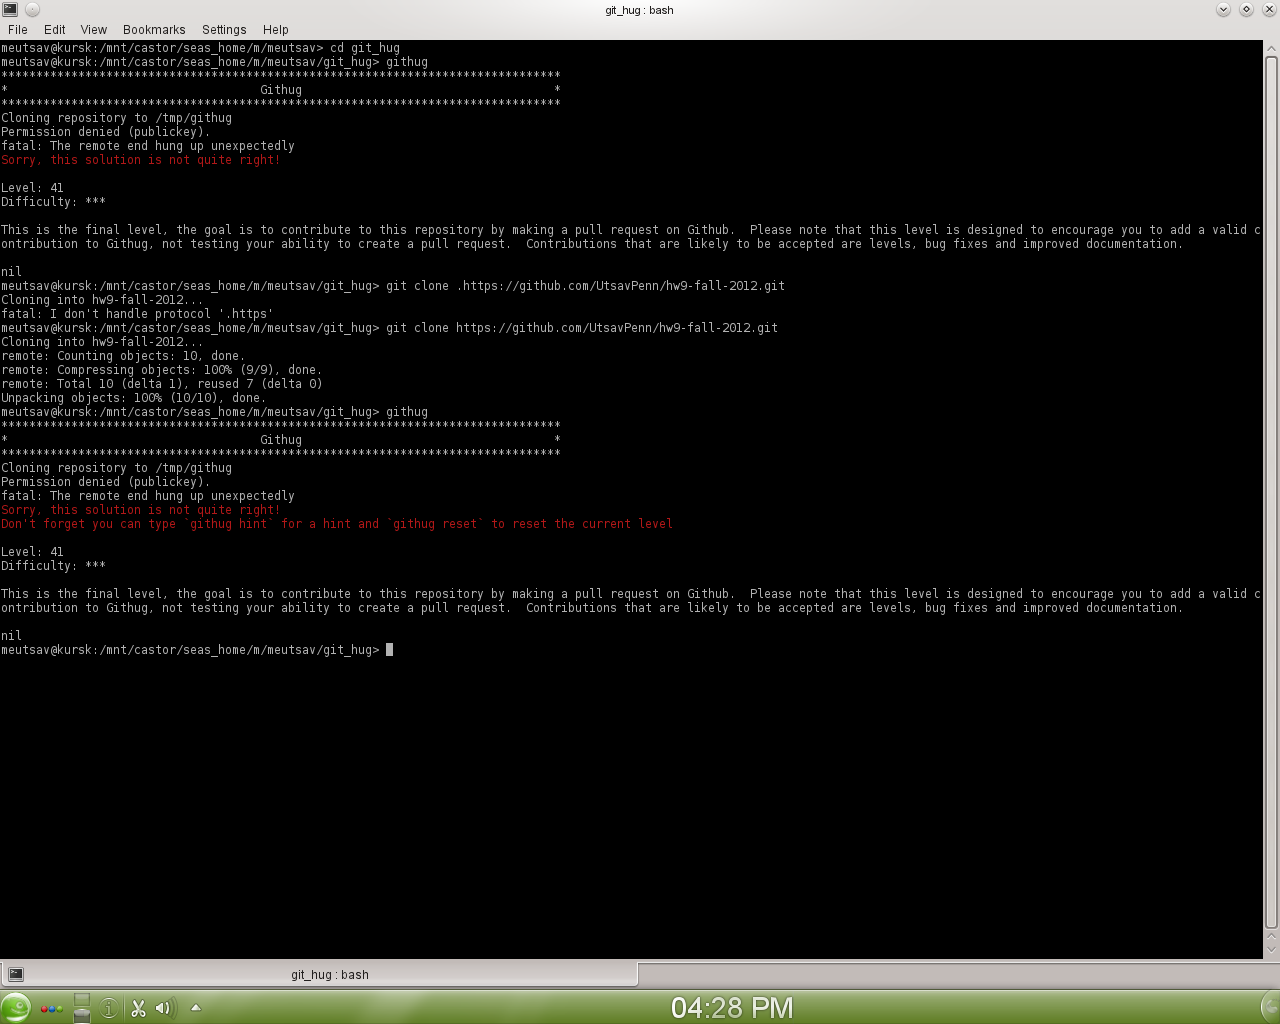 git_hug : bash
File Edit View Bookmarks Settings Help
meutsav@kursk:/mnt/castor/seas_home/m/meutsav> cd git_hug
meutsav@kursk:/mnt/castor/seas_home/m/meutsav/git_hug> githug
********************************************************************************
*                                    Githug                                    *
********************************************************************************
Cloning repository to /tmp/githug
Permission denied (publickey).
fatal: The remote end hung up unexpectedly
Sorry, this solution is not quite right!
Level: 41
Difficulty: ***
This is the final level, the goal is to contribute to this repository by making a pull request on Github.  Please note that this level is designed to encourage you to add a valid c
ontribution to Githug, not testing your ability to create a pull request.  Contributions that are likely to be accepted are levels, bug fixes and improved documentation.
nil
meutsav@kursk:/mnt/castor/seas_home/m/meutsav/git_hug> git clone .https://github.com/UtsavPenn/hw9-fall-2012.git
Cloning into hw9-fall-2012...
fatal: I don't handle protocol '.https'
meutsav@kursk:/mnt/castor/seas_home/m/meutsav/git_hug> git clone https://github.com/UtsavPenn/hw9-fall-2012.git
Cloning into hw9-fall-2012...
remote: Counting objects: 10, done.
remote: Compressing objects: 100% (9/9), done.
remote: Total 10 (delta 1), reused 7 (delta 0)
Unpacking objects: 100% (10/10), done.
meutsav@kursk:/mnt/castor/seas_home/m/meutsav/git_hug> githug
********************************************************************************
*                                    Githug                                    *
********************************************************************************
Cloning repository to /tmp/githug
Permission denied (publickey).
fatal: The remote end hung up unexpectedly
Sorry, this solution is not quite right!
Don't forget you can type `githug hint` for a hint and `githug reset` to reset the current level
Level: 41
Difficulty: ***
This is the final level, the goal is to contribute to this repository by making a pull request on Github.  Please note that this level is designed to encourage you to add a valid c
ontribution to Githug, not testing your ability to create a pull request.  Contributions that are likely to be accepted are levels, bug fixes and improved documentation.
nil
meutsav@kursk:/mnt/castor/seas_home/m/meutsav/git_hug>
git_hug : bash
04:28 PM